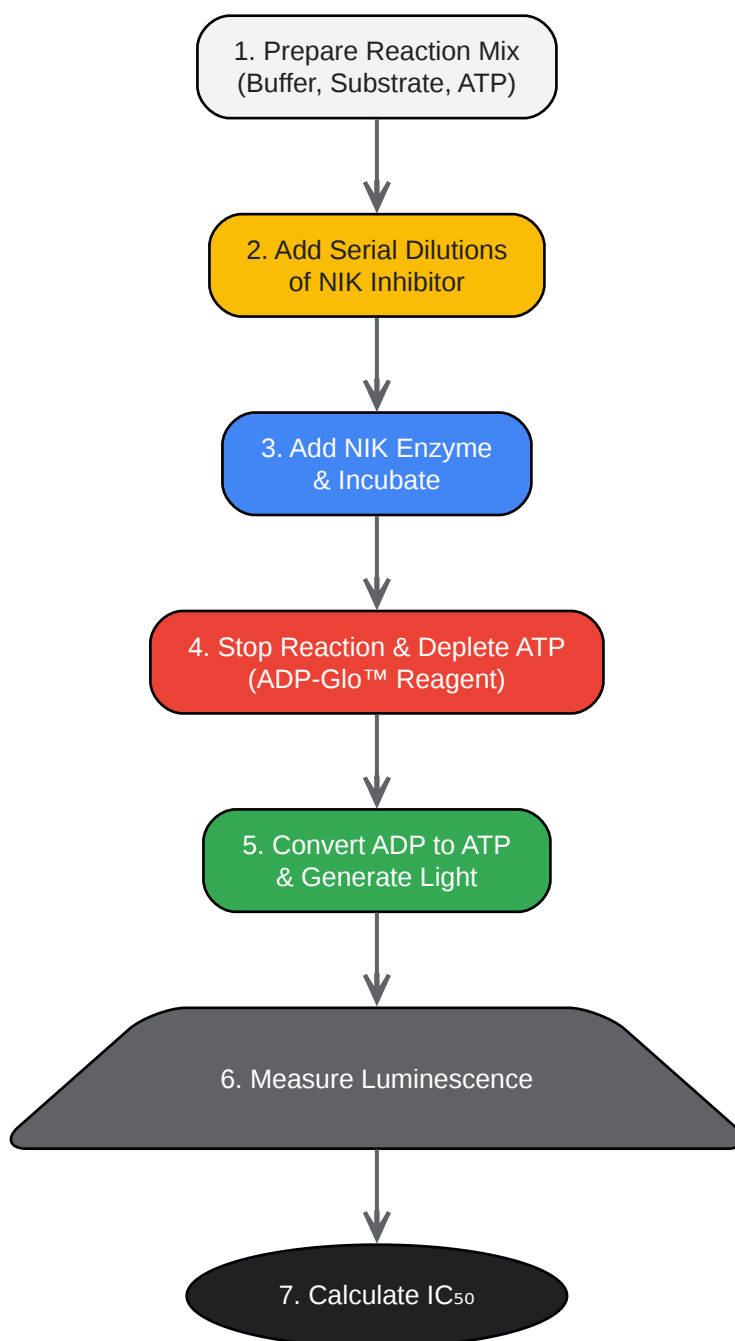 1. Prepare Reaction Mix
(Buffer, Substrate, ATP)
2. Add Serial Dilutions
of NIK Inhibitor
3. Add NIK Enzyme
& Incubate
4. Stop Reaction & Deplete ATP
(ADP-Glo™ Reagent)
5. Convert ADP to ATP
& Generate Light
6. Measure Luminescence
7. Calculate IC₅₀